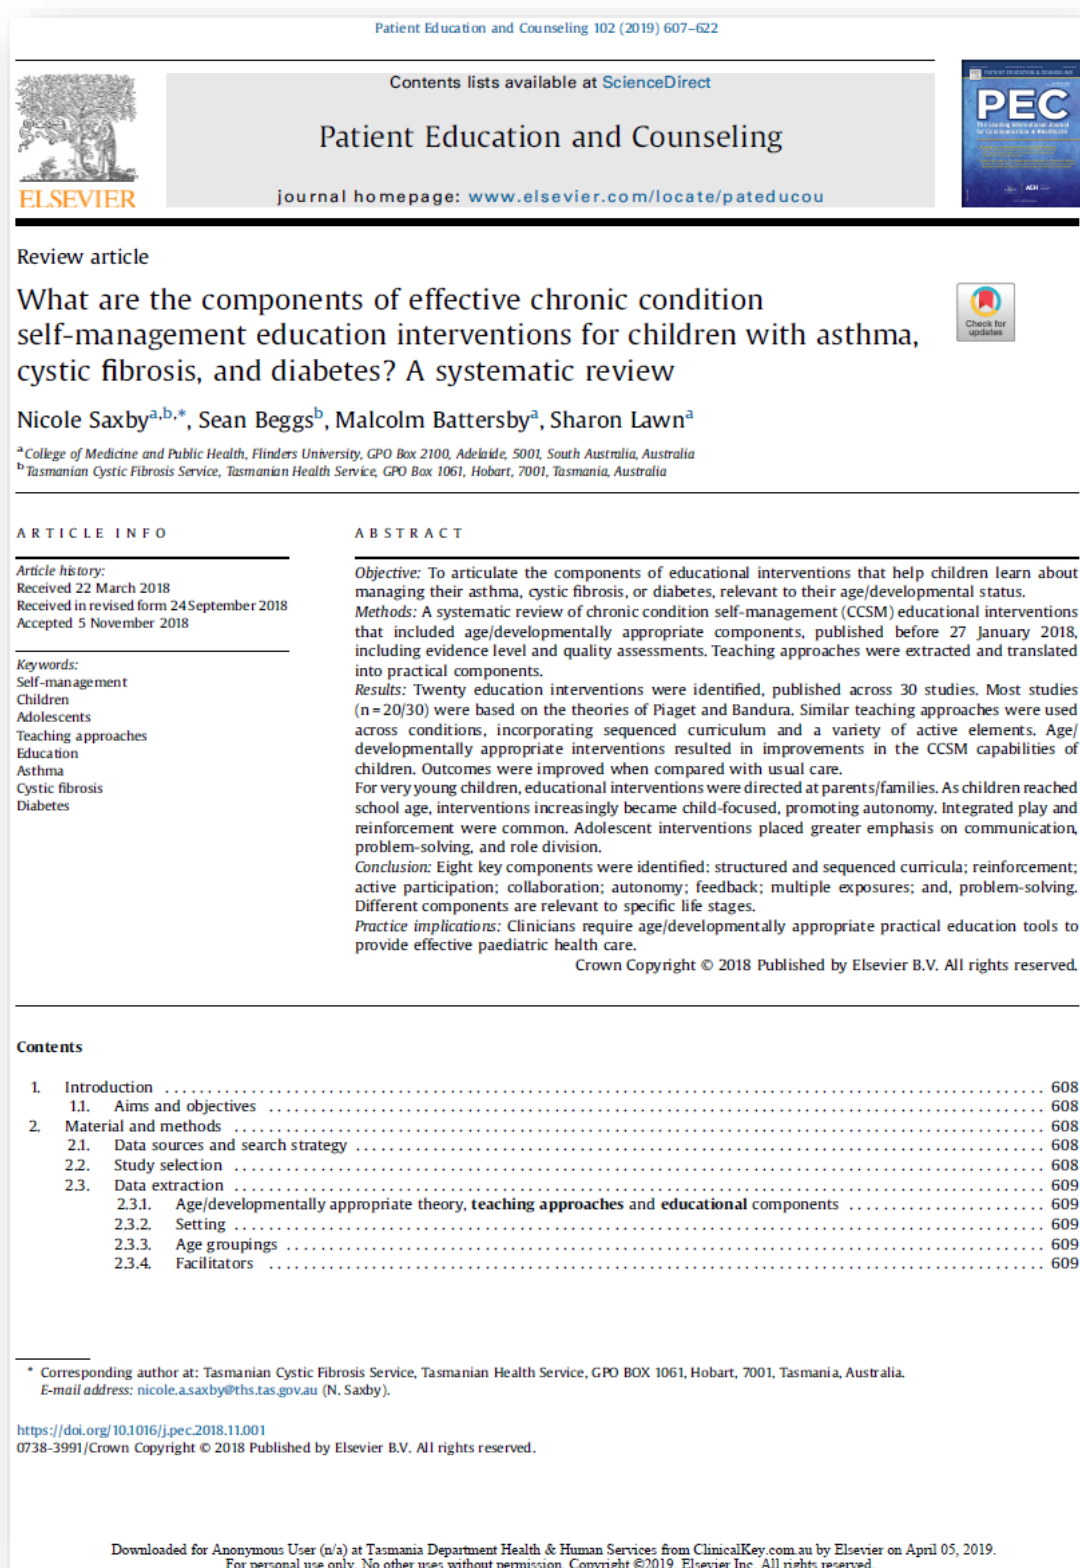 Patient Education and Counseling 102 (2019) 607–622
Contents lists available at ScienceDirect
Patient Education and Counseling
journal homepage: www.elsevier.com/locate/pateducou
ELSEVIER
PATIENT EDUCATION & COUNSELING
PEC
The Leading International Journal
for Communication in Healthcare
Review article
What are the components of effective chronic condition
self-management education interventions for children with asthma,
cystic fibrosis, and diabetes? A systematic review
Check for
updates
Nicole Saxbya,b,*, Sean Beggsb, Malcolm Battersbya, Sharon Lawna
a College of Medicine and Public Health, Flinders University, GPO Box 2100, Adelaide, 5001, South Australia, Australia
b Tasmanian Cystic Fibrosis Service, Tasmanian Health Service, GPO Box 1061, Hobart, 7001, Tasmania, Australia
ARTICLE INFO
Article history:
Received 22 March 2018
Received in revised form 24 September 2018
Accepted 5 November 2018
Keywords:
Self-management
Children
Adolescents
Teaching approaches
Education
Asthma
Cystic fibrosis
Diabetes
ABSTRACT
Objective: To articulate the components of educational interventions that help children learn about
managing their asthma, cystic fibrosis, or diabetes, relevant to their age/developmental status.
Methods: A systematic review of chronic condition self-management (CCSM) educational interventions
that included age/developmentally appropriate components, published before 27 January 2018,
including evidence level and quality assessments. Teaching approaches were extracted and translated
into practical components.
Results: Twenty education interventions were identified, published across 30 studies. Most studies
(n = 20/30) were based on the theories of Piaget and Bandura. Similar teaching approaches were used
across conditions, incorporating sequenced curriculum and a variety of active elements. Age/
developmentally appropriate interventions resulted in improvements in the CCSM capabilities of
children. Outcomes were improved when compared with usual care.
For very young children, educational interventions were directed at parents/families. As children reached
school age, interventions increasingly became child-focused, promoting autonomy. Integrated play and
reinforcement were common. Adolescent interventions placed greater emphasis on communication,
problem-solving, and role division.
Conclusion: Eight key components were identified: structured and sequenced curricula; reinforcement;
active participation; collaboration; autonomy; feedback; multiple exposures; and, problem-solving.
Different components are relevant to specific life stages.
Practice implications: Clinicians require age/developmentally appropriate practical education tools to
provide effective paediatric health care.
Crown Copyright © 2018 Published by Elsevier B.V. All rights reserved.
Contents
1. Introduction 608
1.1. Aims and objectives 608
2. Material and methods 608
2.1. Data sources and search strategy 608
2.2. Study selection 608
2.3. Data extraction 609
2.3.1. Age/developmentally appropriate theory, teaching approaches and educational components 609
2.3.2. Setting 609
2.3.3. Age groupings 609
2.3.4. Facilitators 609
* Corresponding author at: Tasmanian Cystic Fibrosis Service, Tasmanian Health Service, GPO BOX 1061, Hobart, 7001, Tasmania, Australia.
E-mail address: nicole.a.saxby@ths.tas.gov.au (N. Saxby).
https://doi.org/10.1016/j.pec.2018.11.001
0738-3991/Crown Copyright © 2018 Published by Elsevier B.V. All rights reserved.
Downloaded for Anonymous User (n/a) at Tasmania Department Health & Human Services from ClinicalKey.com.au by Elsevier on April 05, 2019.
For personal use only. No other uses without permission. Copyright ©2019. Elsevier Inc. All rights reserved.